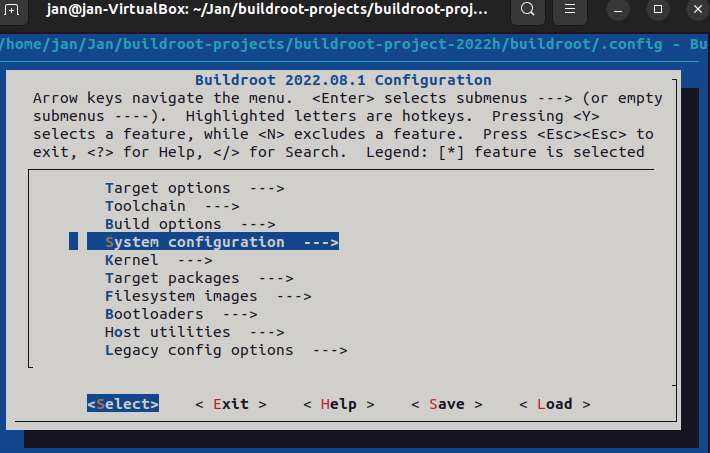 jan@jan-VirtualBox: ~/Jan/buildroot-projects/buildroot-proj...
/home/jan/Jan/buildroot-projects/buildroot-project-2022h/buildroot/.config - Bu
Buildroot 2022.08.1 Configuration
Arrow keys navigate the menu.  <Enter> selects submenus ---> (or empty
submenus ----).  Highlighted letters are hotkeys.  Pressing <Y>
selects a feature, while <N> excludes a feature.  Press <Esc><Esc> to
exit, <?> for Help, </> for Search.  Legend: [*] feature is selected
Target options  --->
Toolchain  --->
Build options  --->
System configuration  --->
Kernel  --->
Target packages  --->
Filesystem images  --->
Bootloaders  --->
Host utilities  --->
Legacy config options  --->
<Select>    < Exit >    < Help >    < Save >    < Load >